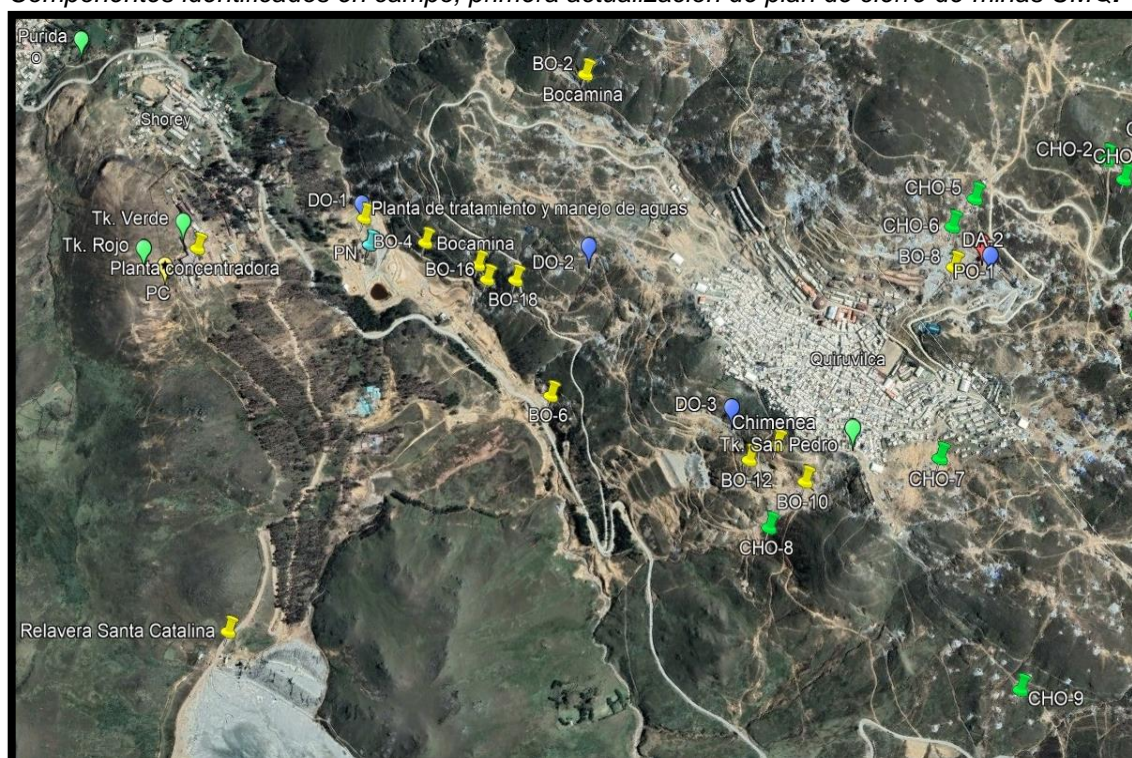 Componentes identificados en campo, primera actualización de plan de cierre de minas CMQ.
Purida
o
Shorey
BO-2
Bocamina
CHO-2
CHO
CHO-5
CHO-6
DA-2
BO-8
PO-1
DO-1
Planta de tratamiento y manejo de aguas
Tk. Verde
BO-4
Bocamina
PN
Tk. Rojo
Planta concentradora
PC
BO-16
BO-18
DO-2
Quiruvilca
BO-6
DO-3
Chimenea
Tk. San Pedro
BO-12
BO-10
CHO-7
CHO-8
Relavera Santa Catalina
CHO-9